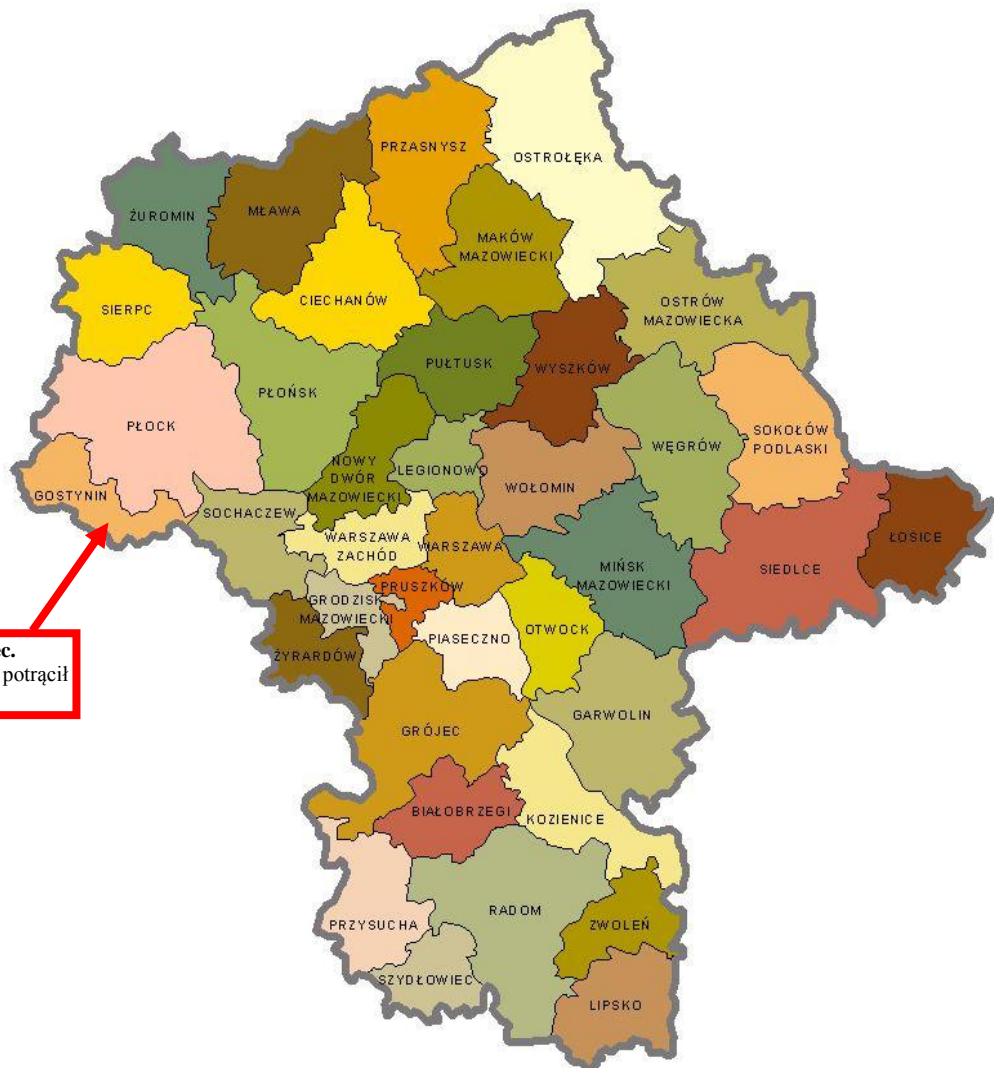 PRZASNYSZ
OSTROŁĘKA
ŻUROMIN
MŁAWA
MAKÓW
MAZOWIECKI
CIECHANÓW
SIERPC
OSTRÓW
MAZOWIECKA
PUŁTUSK
WYSZKÓW
PŁOŃSK
PŁOCK
SOKOŁÓW
PODLASKI
WĘGRÓW
NOWY
DWÓR
MAZOWIECKI
LEGIONOWO
WOŁOMIN
GOSTYNIN
SOCHACZEW
WARSZAWA
ZACHÓD
WARSZAWA
MIŃSK
MAZOWIECKI
SIEDLCE
ŁOSICE
PRUSZKÓW
GRODZISK
MAZOWIECKI
PIASECZNO
OTWOCK
ŻYRARDÓW
potrącił
GARWOLIN
GRÓJEC
BIAŁOBRZEGI
KOZIENICE
PRZYSUCHA
RADOM
ZWOLEŃ
SZYDŁOWIEC
LIPSKO